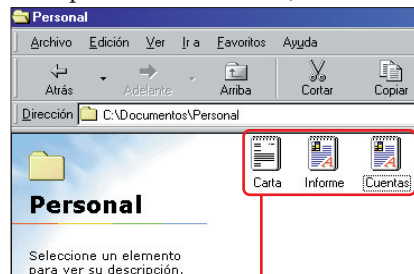 Personal
Archivo Edición Ver Ir a Favoritos Ayuda
Atrás Adelante Arriba Cortar Copiar
Dirección C:\Documentos\Personal
Carta Informe Cuentas
Personal
Seleccione un elemento
para ver su descripción.